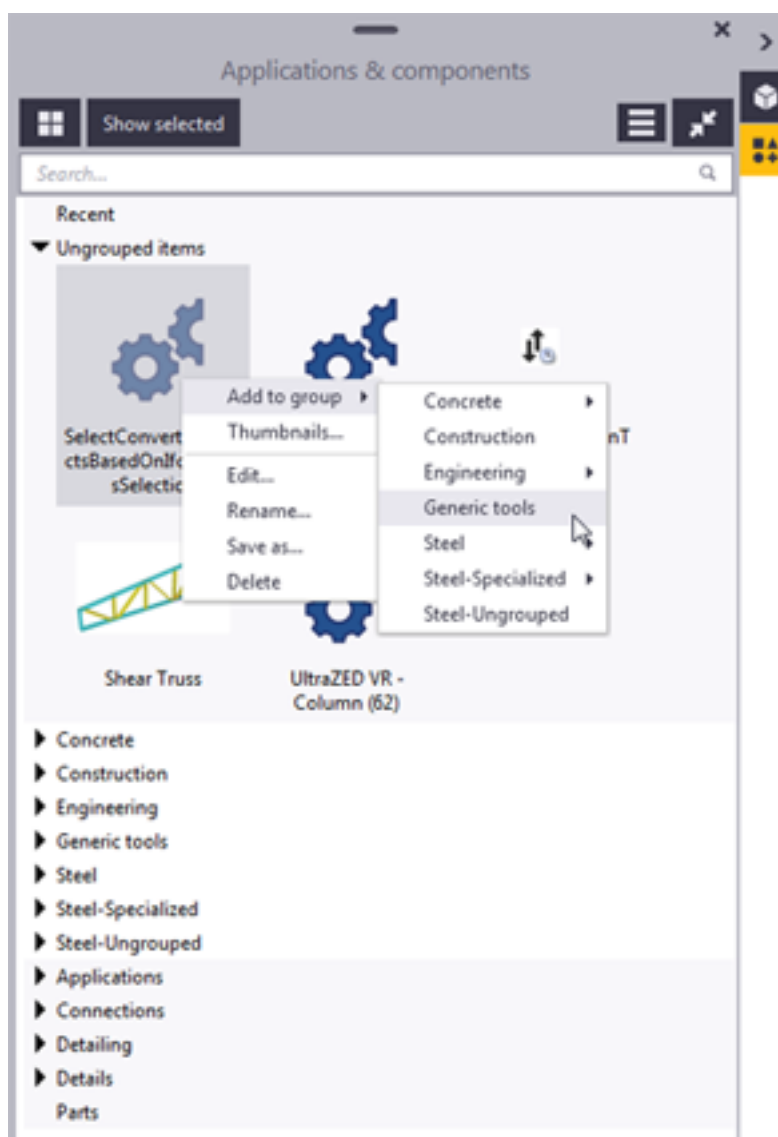 Applications & components
Show selected
Search...
Recent
Ungrouped items
SelectConvert
ctsBasedOnIfc
sSelectio
nT
Add to group
Thumbnails...
Edit...
Rename...
Save as...
Delete
Concrete
Construction
Engineering
Generic tools
Steel
Steel-Specialized
Steel-Ungrouped
Shear Truss
UltraZED VR -
Column (62)
Concrete
Construction
Engineering
Generic tools
Steel
Steel-Specialized
Steel-Ungrouped
Applications
Connections
Detailing
Details
Parts